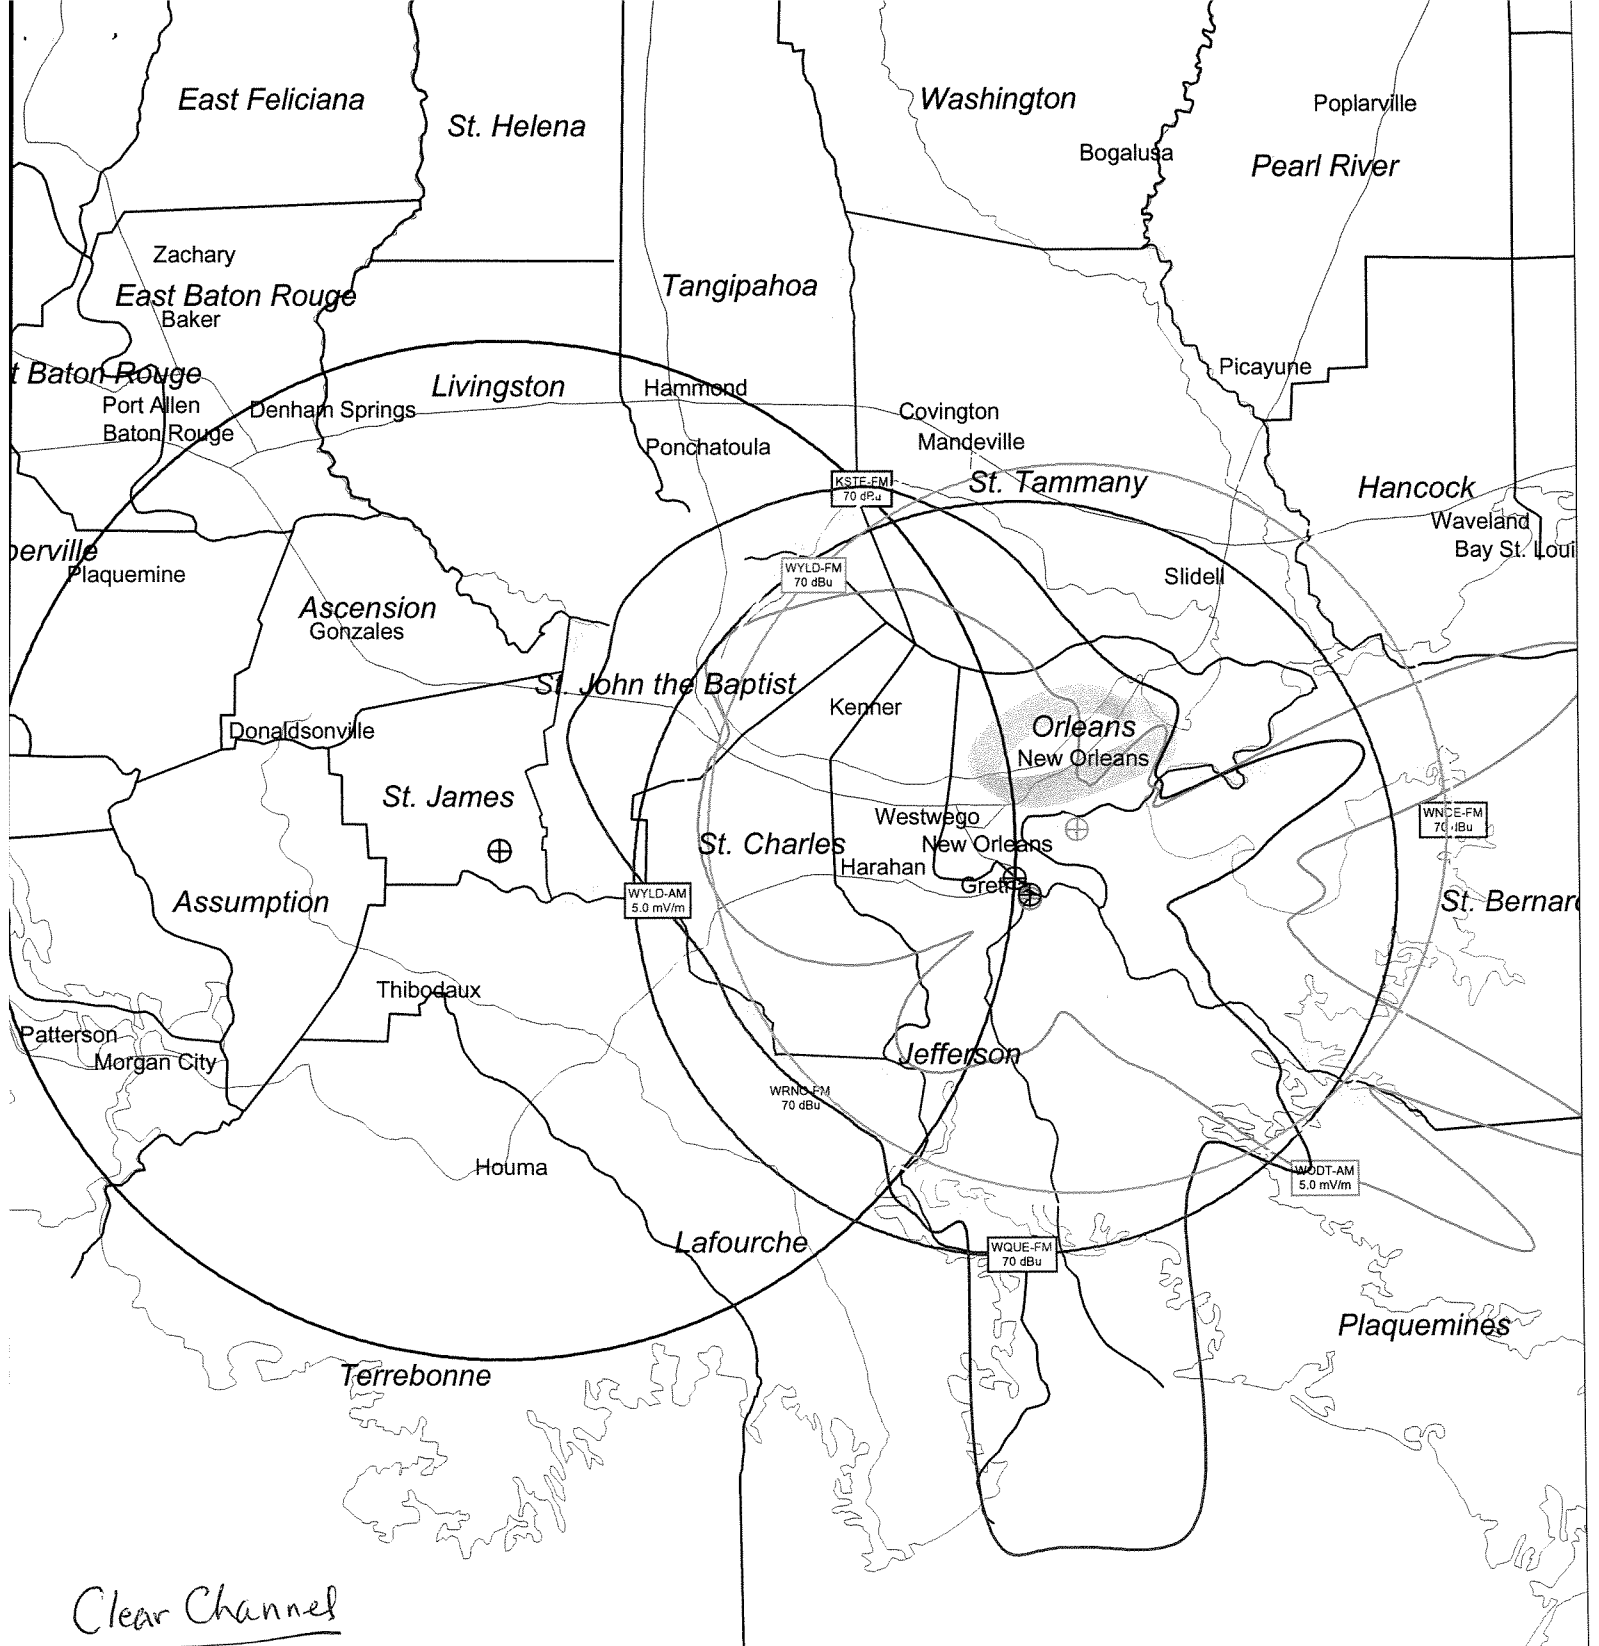 East Feliciana
Washington
Poplarville
St. Helena
Bogalusa
Pearl River
Zachary
East Baton Rouge
Tangipahoa
Baker
Picayune
t Baton Rouge
Livingston
Hammond
Port Allen
Denham Springs
Covington
Baton Rouge
Mandeville
Ponchatoula
KSTE-FM
70 dBu
St. Tammany
Hancock
Waveland
Bay St. Loui
berville
Plaquemine
WYLD-FM
70 dBu
Slidell
Ascension
Gonzales
St. John the Baptist
Kenner
Orleans
New Orleans
Donaldsonville
St. James
Westwego
New Orleans
St. Charles
Harahan
Gretn
WNOE-FM
70 dBu
St. Bernard
Assumption
WYLD-AM
5.0 mV/m
Thibodaux
Patterson
Morgan City
Jefferson
WRNO-FM
70 dBu
Houma
WODT-AM
5.0 mV/m
Lafourche
WQUE-FM
70 dBu
Plaquemines
Terrebonne
Clear Channel